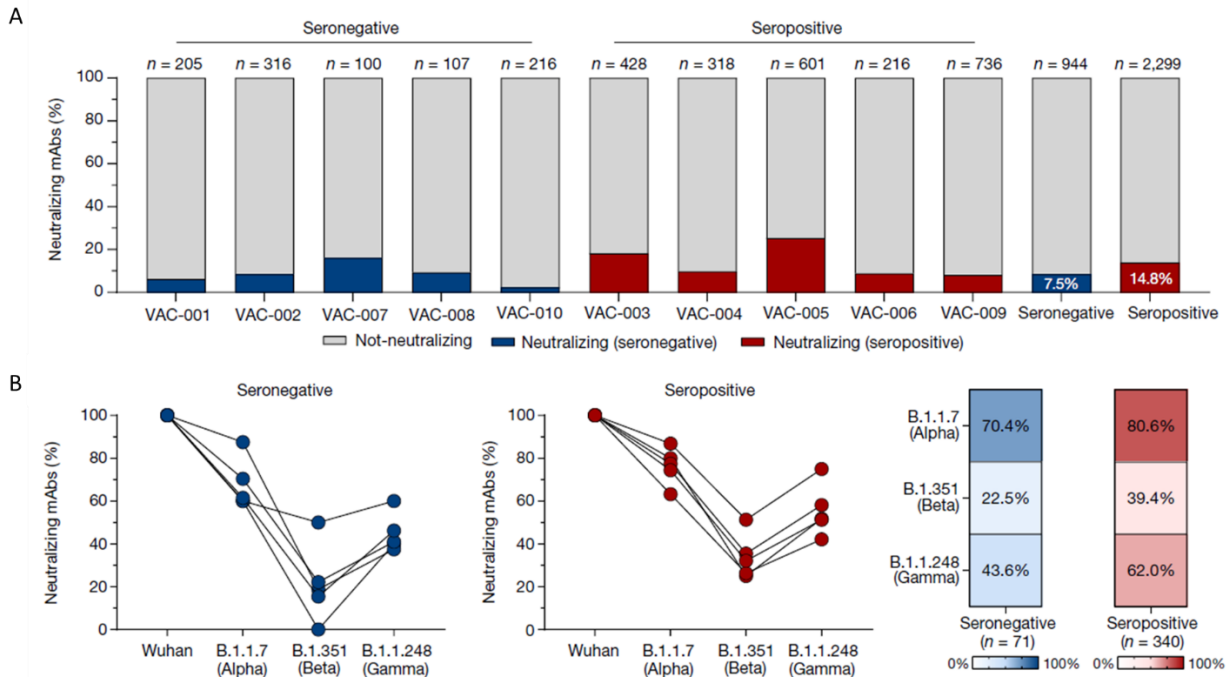 A
Seronegative Seropositive
n = 205 n = 316 n = 100 n = 107 n = 216 n = 428 n = 318 n = 601 n = 216 n = 736 n = 944 n = 2,299
Neutralizing mAbs (%)
100
80
60
40
20
0
7.5% 14.8%
VAC-001 VAC-002 VAC-007 VAC-008 VAC-010 VAC-003 VAC-004 VAC-005 VAC-006 VAC-009 Seronegative Seropositive
Not-neutralizing Neutralizing (seronegative) Neutralizing (seropositive)
B
Seronegative
Neutralizing mAbs (%)
100
80
60
40
20
0
Wuhan B.1.1.7 B.1.351 B.1.1.248
(Alpha) (Beta) (Gamma)
Seropositive
Neutralizing mAbs (%)
100
80
60
40
20
0
Wuhan B.1.1.7 B.1.351 B.1.1.248
(Alpha) (Beta) (Gamma)
B.1.1.7
(Alpha)
70.4% 80.6%
B.1.351
(Beta)
22.5% 39.4%
B.1.1.248
(Gamma)
43.6% 62.0%
Seronegative Seropositive
(n = 71) (n = 340)
0% 100% 0% 100%